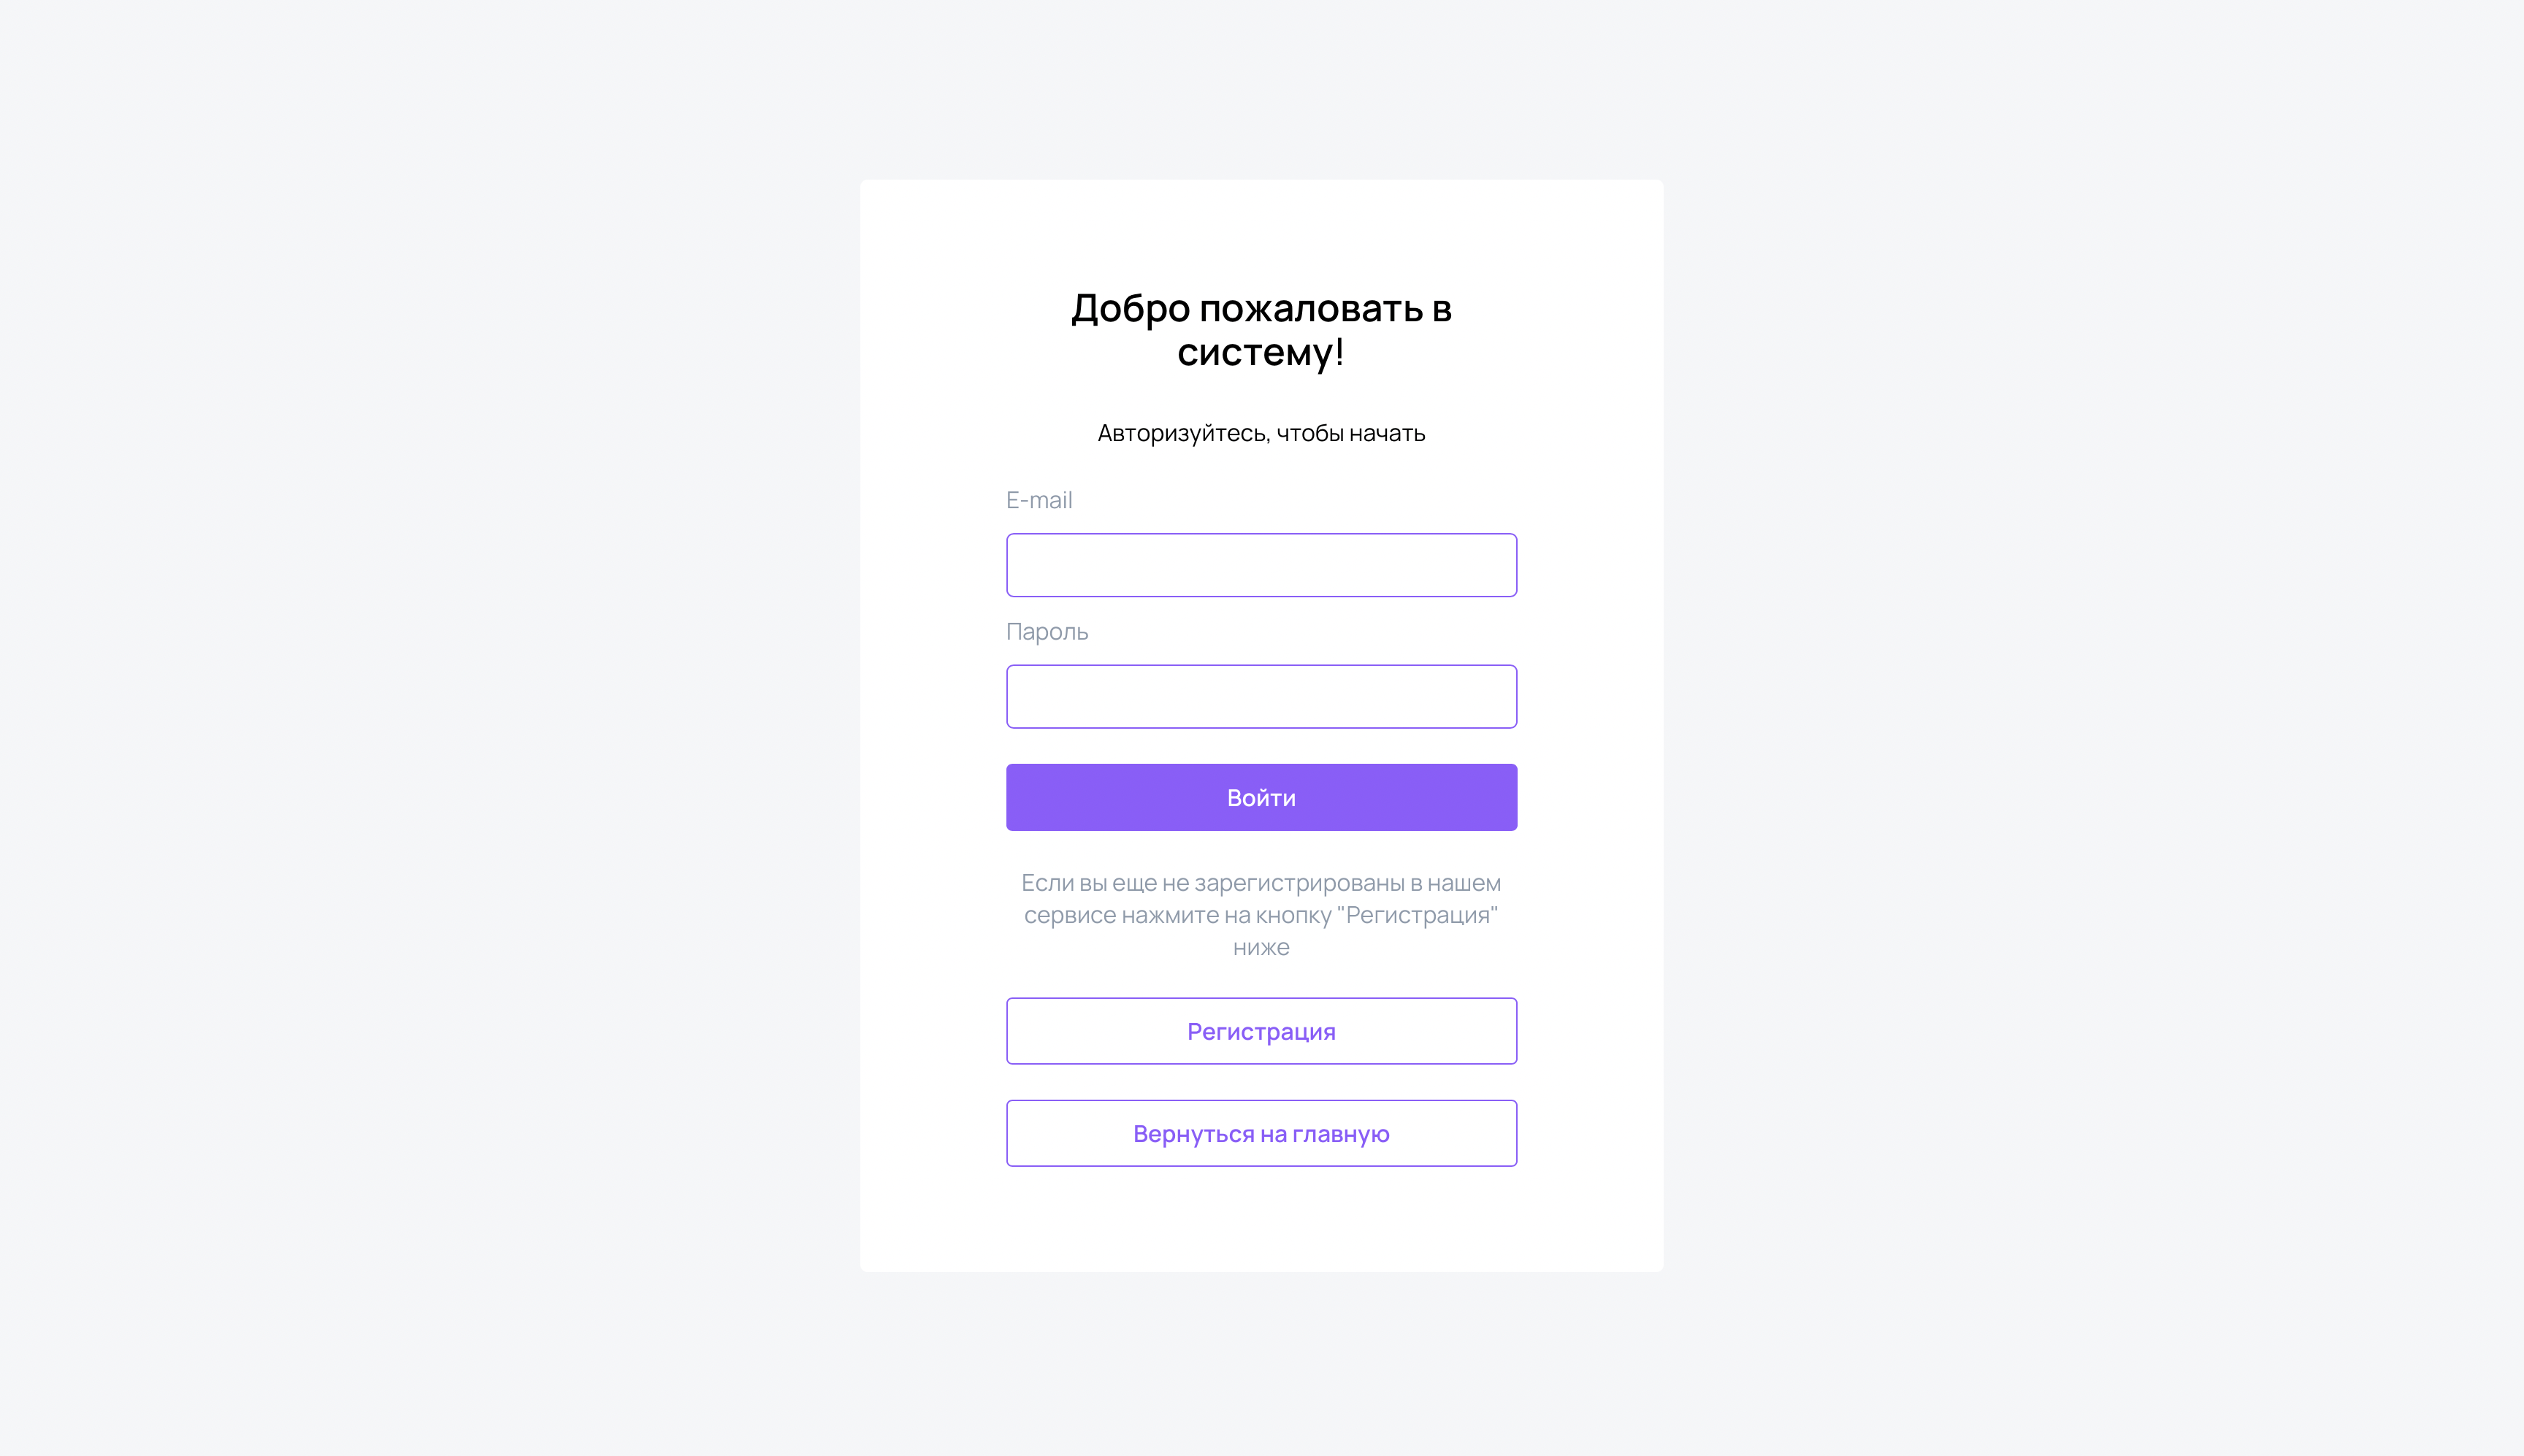 Добро пожаловать в
систему!
Авторизуйтесь, чтобы начать
E-mail
Пароль
Войти
Если вы еще не зарегистрированы в нашем
сервисе нажмите на кнопку "Регистрация"
ниже
Регистрация
Вернуться на главную